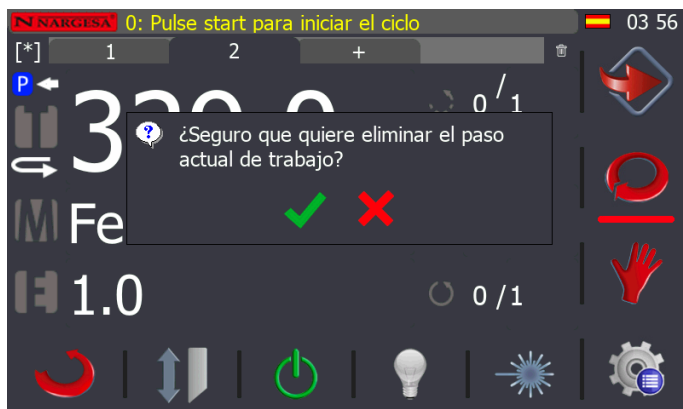 NARGESA 0: Pulse start para iniciar el ciclo 03 56
[*] 1 2 +
P
0 / 1
¿Seguro que quiere eliminar el paso
actual de trabajo?
M Fe
1.0 0 /1